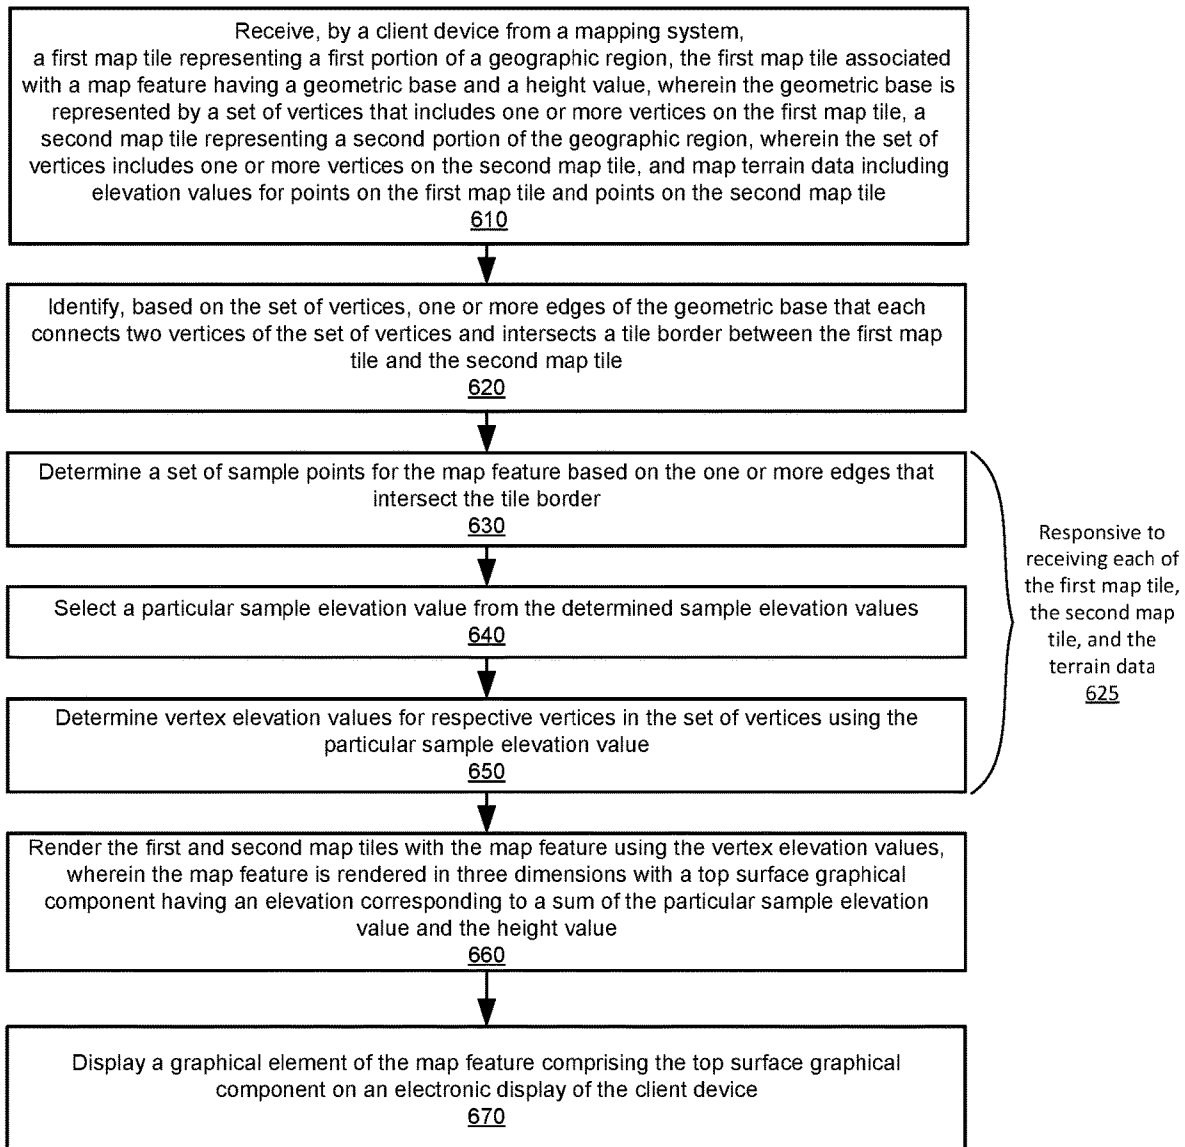 Receive, by a client device from a mapping system,
a first map tile representing a first portion of a geographic region, the first map tile associated
with a map feature having a geometric base and a height value, wherein the geometric base is
represented by a set of vertices that includes one or more vertices on the first map tile, a
second map tile representing a second portion of the geographic region, wherein the set of
vertices includes one or more vertices on the second map tile, and map terrain data including
elevation values for points on the first map tile and points on the second map tile
610
Identify, based on the set of vertices, one or more edges of the geometric base that each
connects two vertices of the set of vertices and intersects a tile border between the first map
tile and the second map tile
620
Determine a set of sample points for the map feature based on the one or more edges that
intersect the tile border
630
Select a particular sample elevation value from the determined sample elevation values
640
Determine vertex elevation values for respective vertices in the set of vertices using the
particular sample elevation value
650
Responsive to
receiving each of
the first map tile,
the second map
tile, and the
terrain data
625
Render the first and second map tiles with the map feature using the vertex elevation values,
wherein the map feature is rendered in three dimensions with a top surface graphical
component having an elevation corresponding to a sum of the particular sample elevation
value and the height value
660
Display a graphical element of the map feature comprising the top surface graphical
component on an electronic display of the client device
670